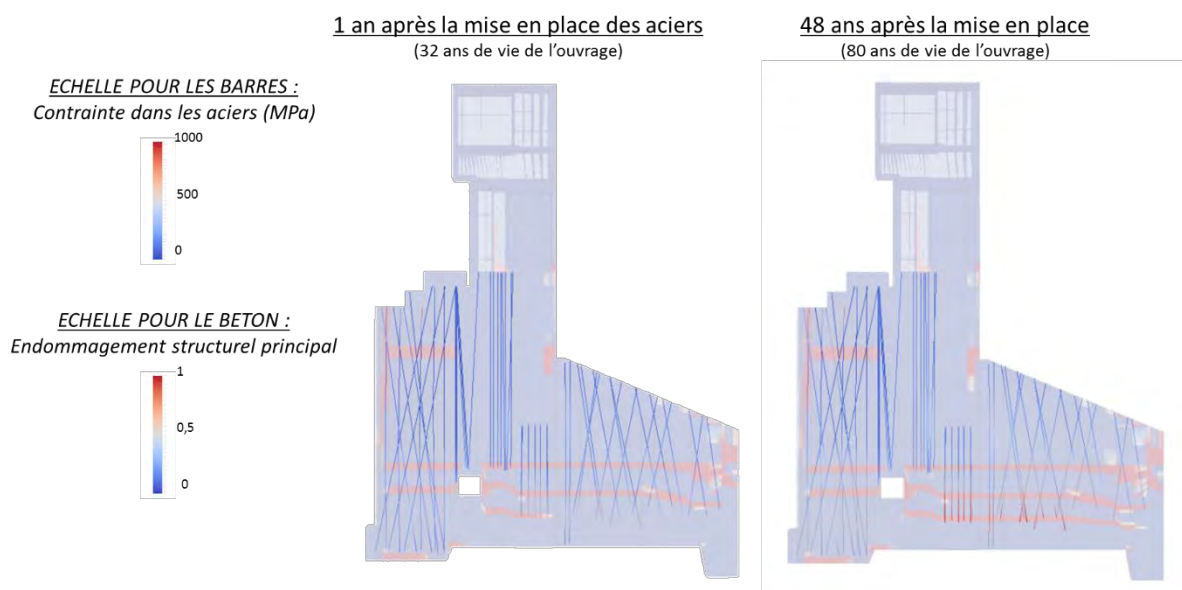 1 an après la mise en place des aciers
(32 ans de vie de l'ouvrage)
48 ans après la mise en place
(80 ans de vie de l'ouvrage)
ECHELLE POUR LES BARRES :
Contrainte dans les aciers (MPa)
1000
500
0
ECHELLE POUR LE BETON :
Endommagement structurel principal
1
0,5
0